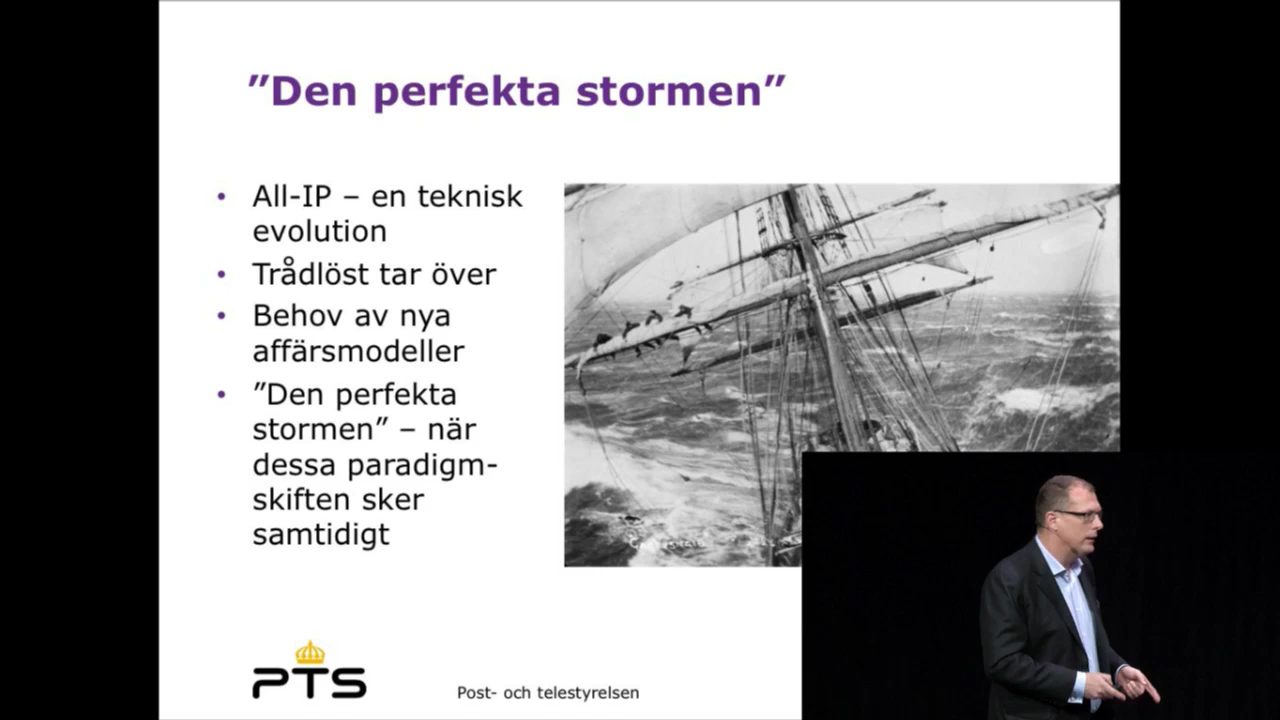 ”Den perfekta stormen”
• All-IP – en teknisk
evolution
• Trådlöst tar över
• Behov av nya
affärsmodeller
• ”Den perfekta
stormen” – när
dessa paradigm-
skiften sker
samtidigt
PTS
Post- och telestyrelsen